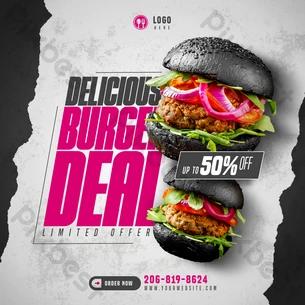 LOGO
HERE
DELICIOUS
BURGER
DEAL
LIMITED OFFER
UP TO 50% OFF
ORDER NOW
206-819-8624
WWW.YOURWEBSITE.COM